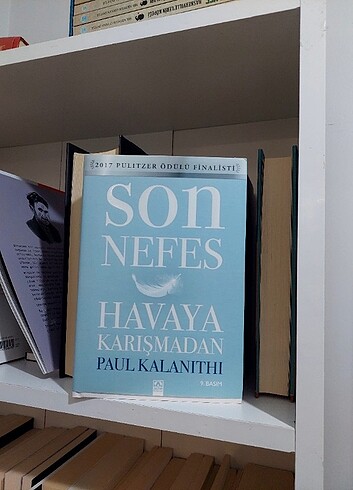 2017 PULITZER ÖDÜLÜ FİNALİSTİ
son
NEFES
HAVAYA
KARIŞMADAN
PAUL KALANITHI
9. BASIM